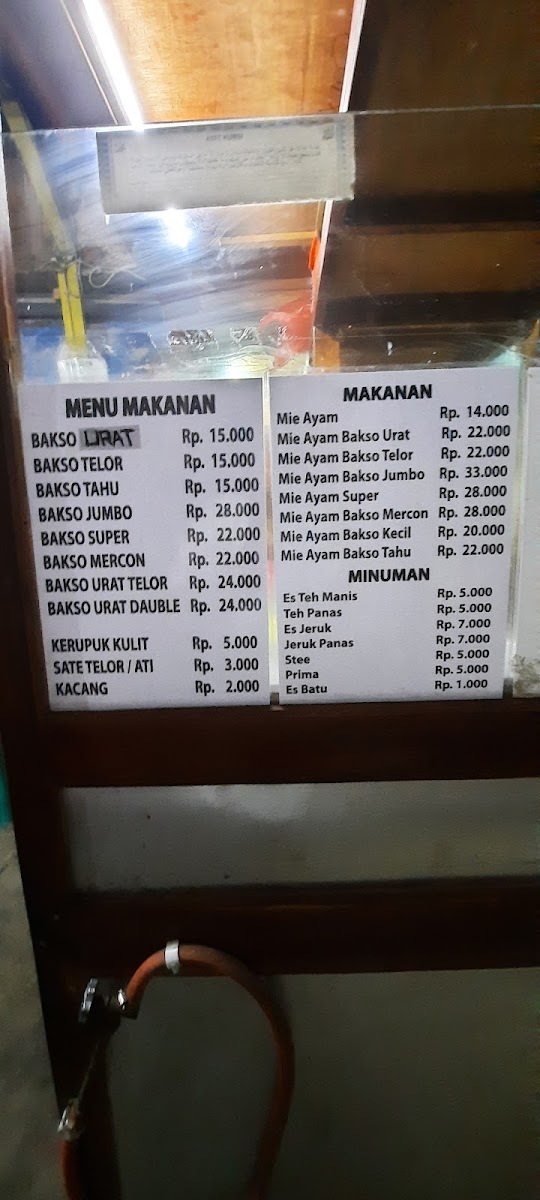 MENU MAKANAN
BAKSO URAT Rp. 15.000
BAKSO TELOR Rp. 15.000
BAKSO TAHU Rp. 15.000
BAKSO JUMBO Rp. 28.000
BAKSO SUPER Rp. 22.000
BAKSO MERCON Rp. 22.000
BAKSO URAT TELOR Rp. 24.000
BAKSO URAT DAUBLE Rp. 24.000
KERUPUK KULIT Rp. 5.000
SATE TELOR / ATI Rp. 3.000
KACANG Rp. 2.000
MAKANAN
Mie Ayam Rp. 14.000
Mie Ayam Bakso Urat Rp. 22.000
Mie Ayam Bakso Telor Rp. 22.000
Mie Ayam Bakso Jumbo Rp. 33.000
Mie Ayam Super Rp. 28.000
Mie Ayam Bakso Mercon Rp. 28.000
Mie Ayam Bakso Kecil Rp. 20.000
Mie Ayam Bakso Tahu Rp. 22.000
MINUMAN
Es Teh Manis Rp. 5.000
Teh Panas Rp. 5.000
Es Jeruk Rp. 7.000
Jeruk Panas Rp. 7.000
Stee Rp. 5.000
Prima Rp. 5.000
Es Batu Rp. 1.000